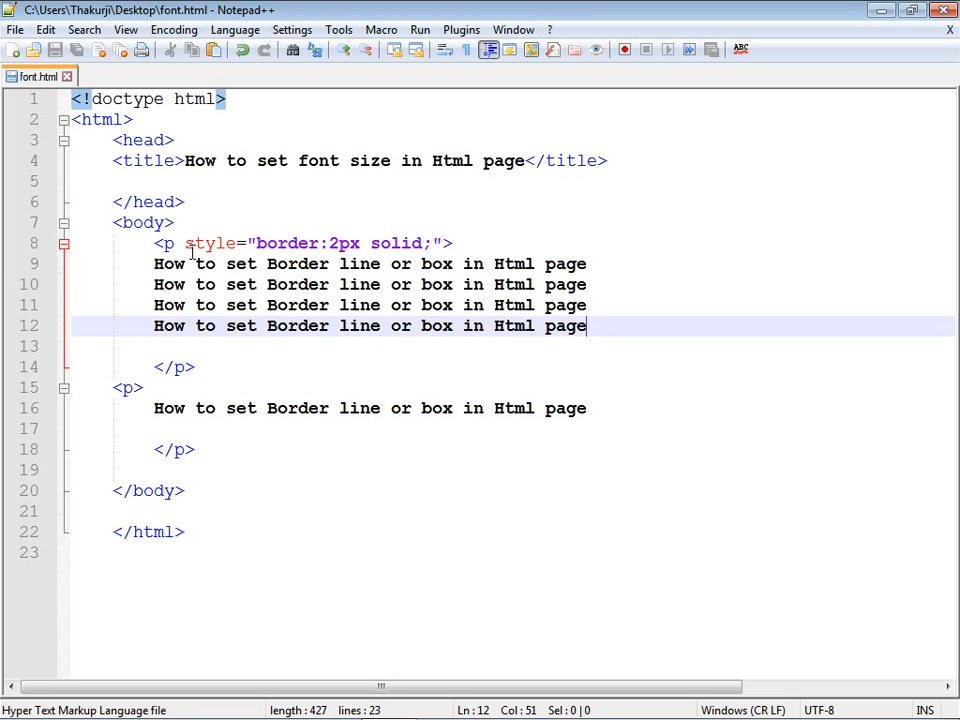 C:\Users\Thakurji\Desktop\font.html - Notepad++
File Edit Search View Encoding Language Settings Tools Macro Run Plugins Window ? X
ABC
font.html
1 <!doctype html>
2 <html>
3 <head>
4 <title>How to set font size in Html page</title>
5
6 </head>
7 <body>
8 <p style="border:2px solid;">
9 How to set Border line or box in Html page
10 How to set Border line or box in Html page
11 How to set Border line or box in Html page
12 How to set Border line or box in Html page
13
14 </p>
15 <p>
16 How to set Border line or box in Html page
17
18 </p>
19
20 </body>
21
22 </html>
23
Hyper Text Markup Language file length : 427 lines : 23 Ln : 12 Col : 51 Sel : 0 | 0 Windows (CR LF) UTF-8 INS